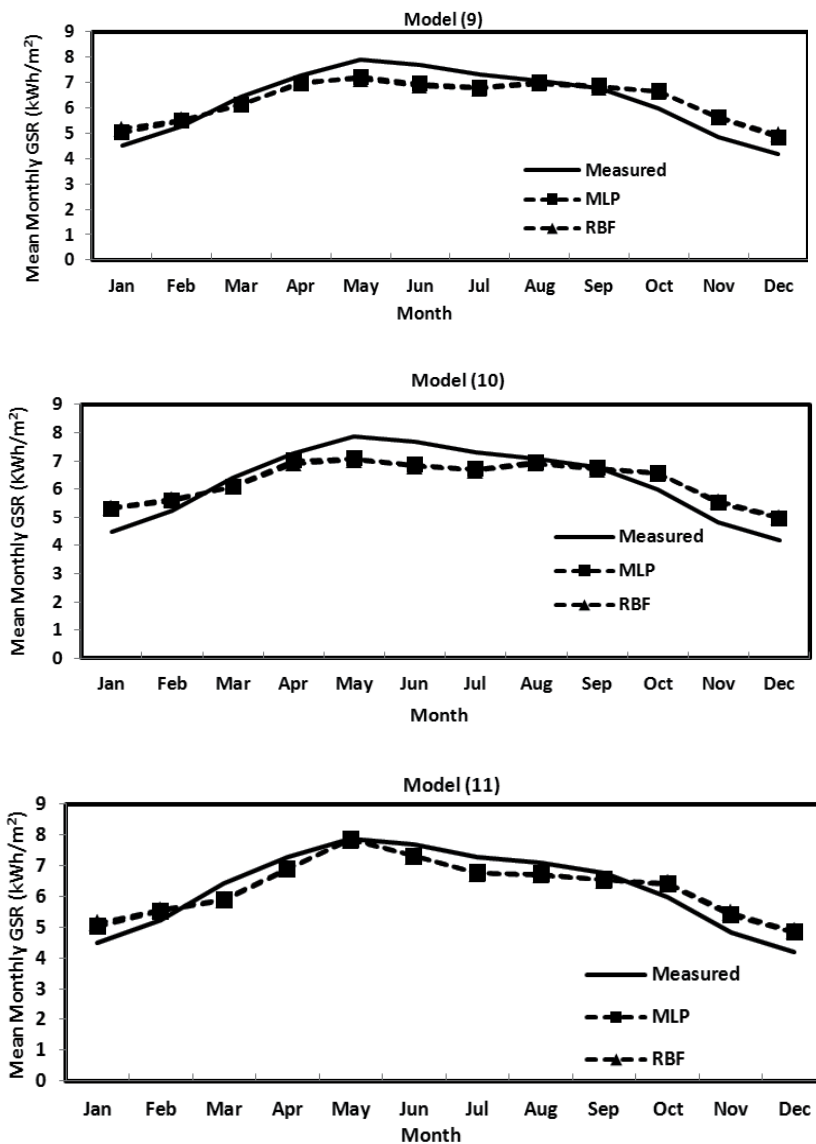 Model (9)
Mean Monthly GSR (kWh/m²)
9
8
7
6
5
4
3
2
1
0
Measured
MLP
RBF
Jan Feb Mar Apr May Jun Jul Aug Sep Oct Nov Dec
Month
Model (10)
Mean Monthly GSR (KWh/m²)
9
8
7
6
5
4
3
2
1
0
Measured
MLP
RBF
Jan Feb Mar Apr May Jun Jul Aug Sep Oct Nov Dec
Month
Model (11)
Mean Monthly GSR (kWh/m²)
9
8
7
6
5
4
3
2
1
0
Measured
MLP
RBF
Jan Feb Mar Apr May Jun Jul Aug Sep Oct Nov Dec
Month